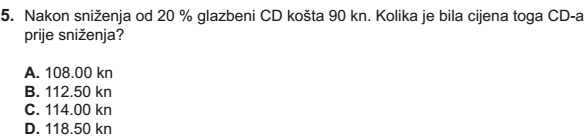 5. Nakon sniženja od 20 % glazbeni CD košta 90 kn. Kolika je bila cijena toga CD-a
prije sniženja?
A. 108.00 kn
B. 112.50 kn
C. 114.00 kn
D. 118.50 kn